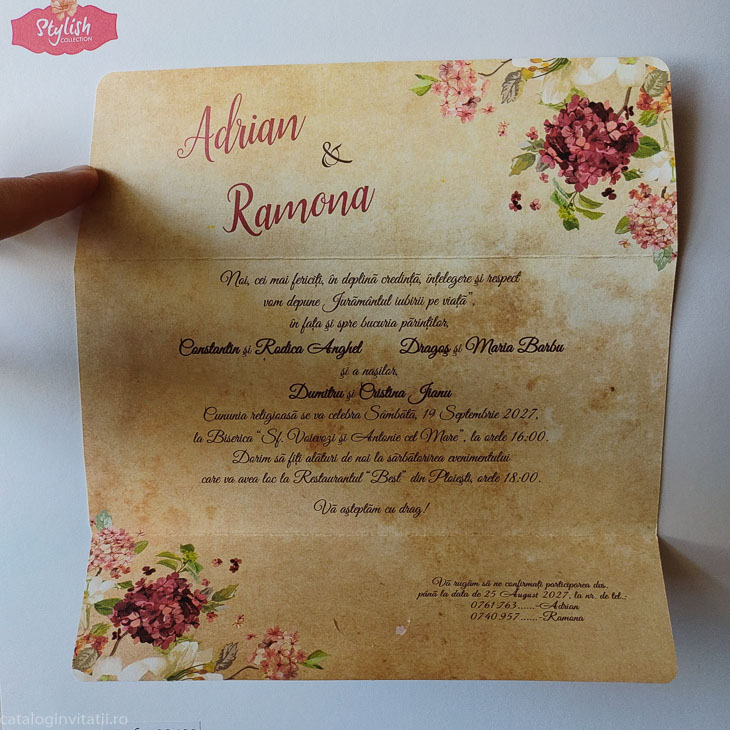 Stylish
COLLECTION
Adrian
&
Ramona
Noi, cei mai fericiți, în deplină credință, înțelegere și respect
vom depune „Jurământul iubirii pe viață”,
în fața și spre bucuria părinților,
Constantin și Rodica Anghel Dragoș și Maria Barbu
și a nașilor,
Dumitru și Cristina Jianu
Cununia religioasă se va celebra Sâmbătă, 19 Septembrie 2027,
la Biserica “Sf. Voievozi și Antonie cel Mare”, la orele 16:00.
Dorim să fiți alături de noi la sărbătorirea evenimentului
care va avea loc la Restaurantul “Best” din Ploiești, orele 18:00.
Vă așteptăm cu drag!
Vă rugăm să ne confirmați participarea dvs.
până la data de 25 August 2027, la nr. de tel.:
0761.763......-Adrian
0740.957......-Ramona
cataloginvitatii.ro